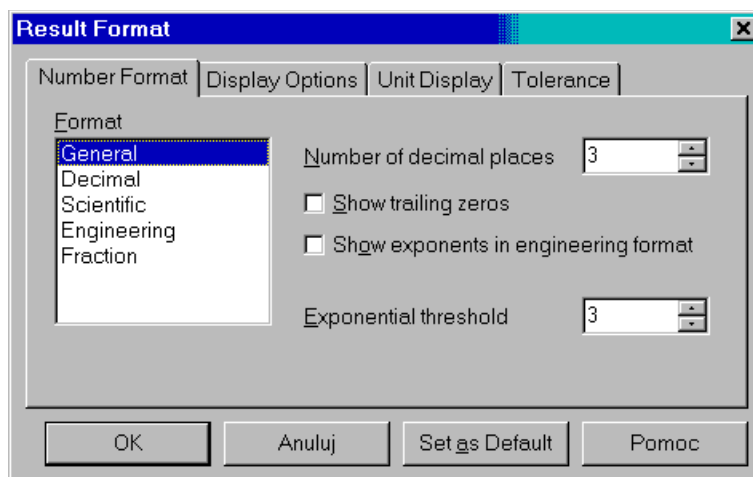 Result Format
Number Format Display Options Unit Display Tolerance
Format
General
Decimal
Scientific
Engineering
Fraction
Number of decimal places 3
Show trailing zeros
Show exponents in engineering format
Exponential threshold 3
OK Anuluj Set as Default Pomoc